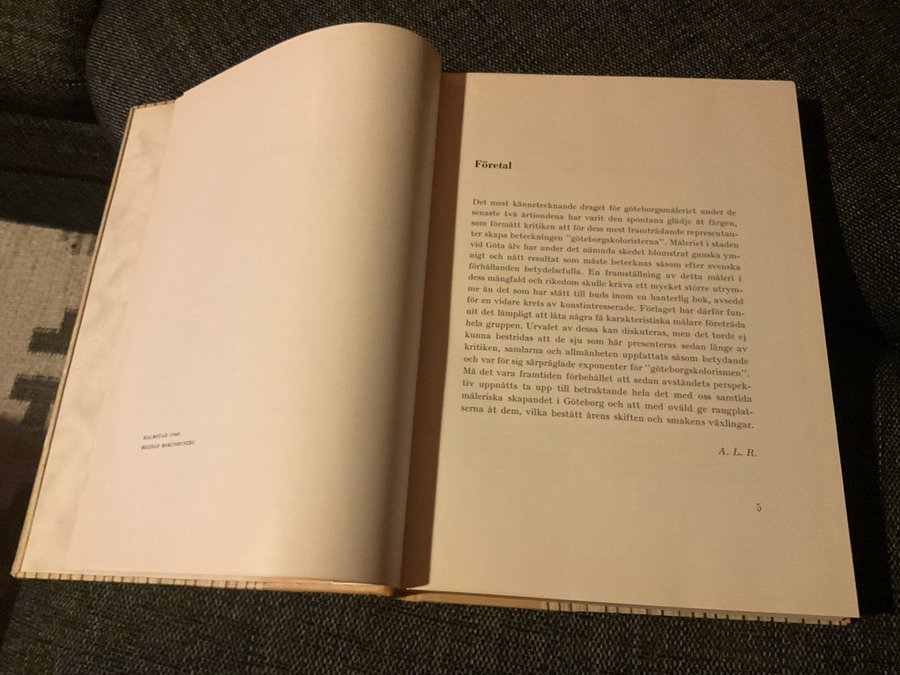 HALMSTAD 1948
MEIJELS BOKINDUSTRI
Företal
Det mest kännetecknande draget för göteborgsmåleriet under de
senaste två årtiondena har varit den spontana glädje åt färgen,
som förmått kritiken att för dess mest framträdande representan-
ter skapa beteckningen "göteborgskoloristerna". Måleriet i staden
vid Göta älv har under det nämnda skedet blomstrat ganska ym-
nigt och nått resultat som måste betecknas såsom efter svenska
förhållanden betydelsefulla. En framställning av detta måleri i
dess mångfald och rikedom skulle kräva ett mycket större utrym-
me än det som har stått till buds inom en hanterlig bok, avsedd
för en vidare krets av konstintresserade. Förlaget har därför fun-
nit det lämpligt att låta några få karakteristiska målare företräda
hela gruppen. Urvalet av dessa kan diskuteras, men det torde ej
kunna bestridas att de sju som här presenteras sedan länge av
kritiken, samlarna och allmänheten uppfattats såsom betydande
och var för sig särpräglade exponenter för "göteborgskolorismen".
Må det vara framtiden förbehållet att sedan avståndets perspek-
tiv uppnåtts ta upp till betraktande hela det med oss samtida
måleriska skapandet i Göteborg och att med oväld ge rangplat-
serna åt dem, vilka bestått årens skiften och smakens växlingar.
A. L. R.
5